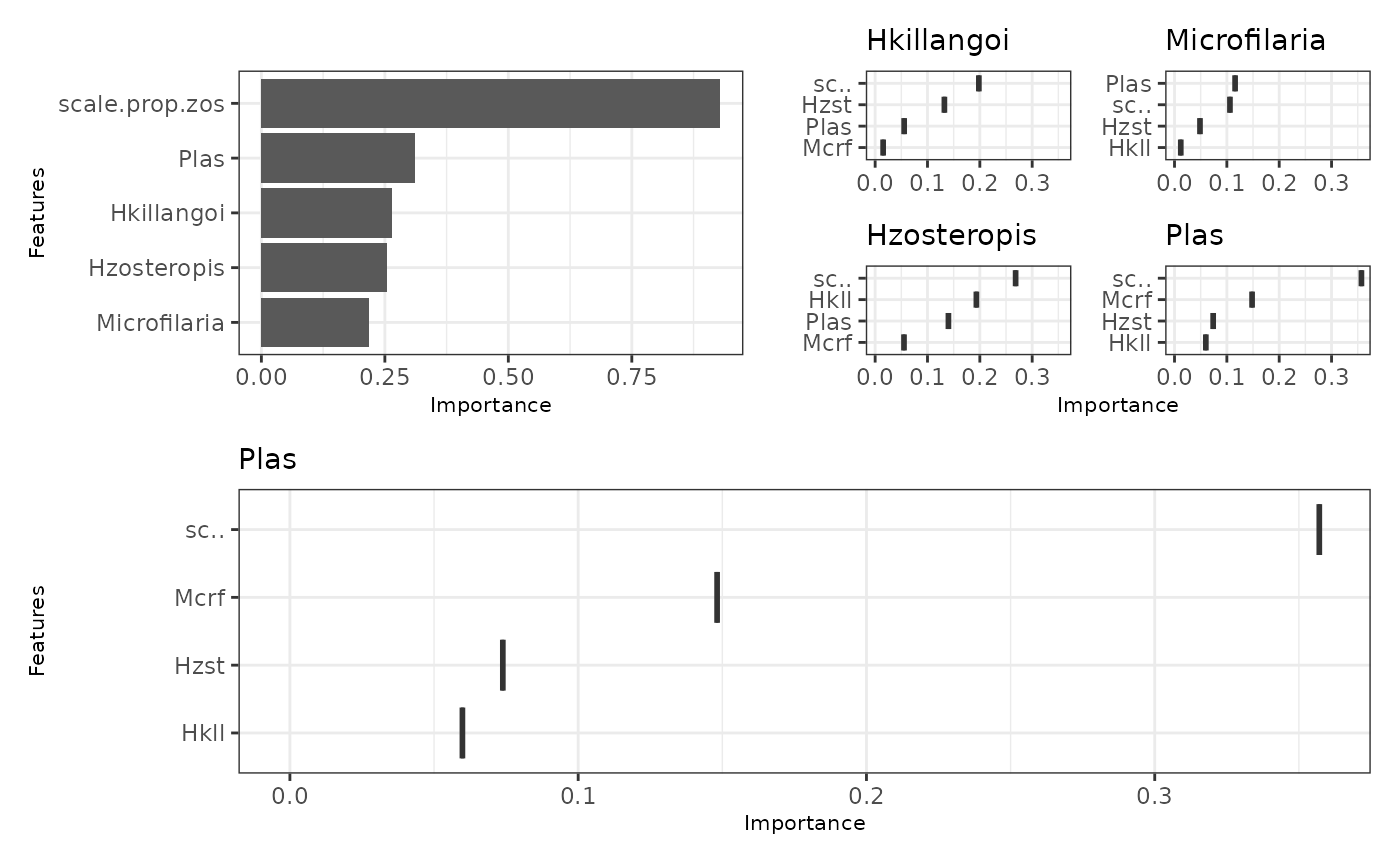 Features
scale.prop.zos
Plas
Hkillangoi
Hzosteropis
Microfilaria
0.00 0.25 0.50 0.75
Importance
Hkillangoi
sc..
Hzst
Plas
Mcrf
0.0 0.1 0.2 0.3
Microfilaria
Plas
sc..
Hzst
Hkll
0.0 0.1 0.2 0.3
Hzosteropis
sc..
Hkll
Plas
Mcrf
0.0 0.1 0.2 0.3
Plas
sc..
Mcrf
Hzst
Hkll
0.0 0.1 0.2 0.3
Importance
Plas
Features
sc..
Mcrf
Hzst
Hkll
0.0 0.1 0.2 0.3
Importance